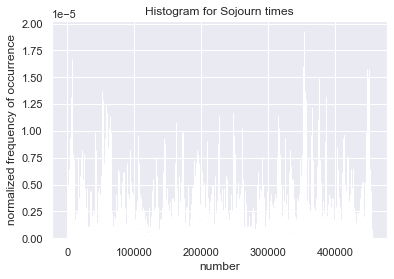 Histogram for Sojourn times
1e−5
2.00
1.75
1.50
1.25
1.00
0.75
0.50
0.25
0.00
normalized frequency of occurrence
0 100000 200000 300000 400000
number